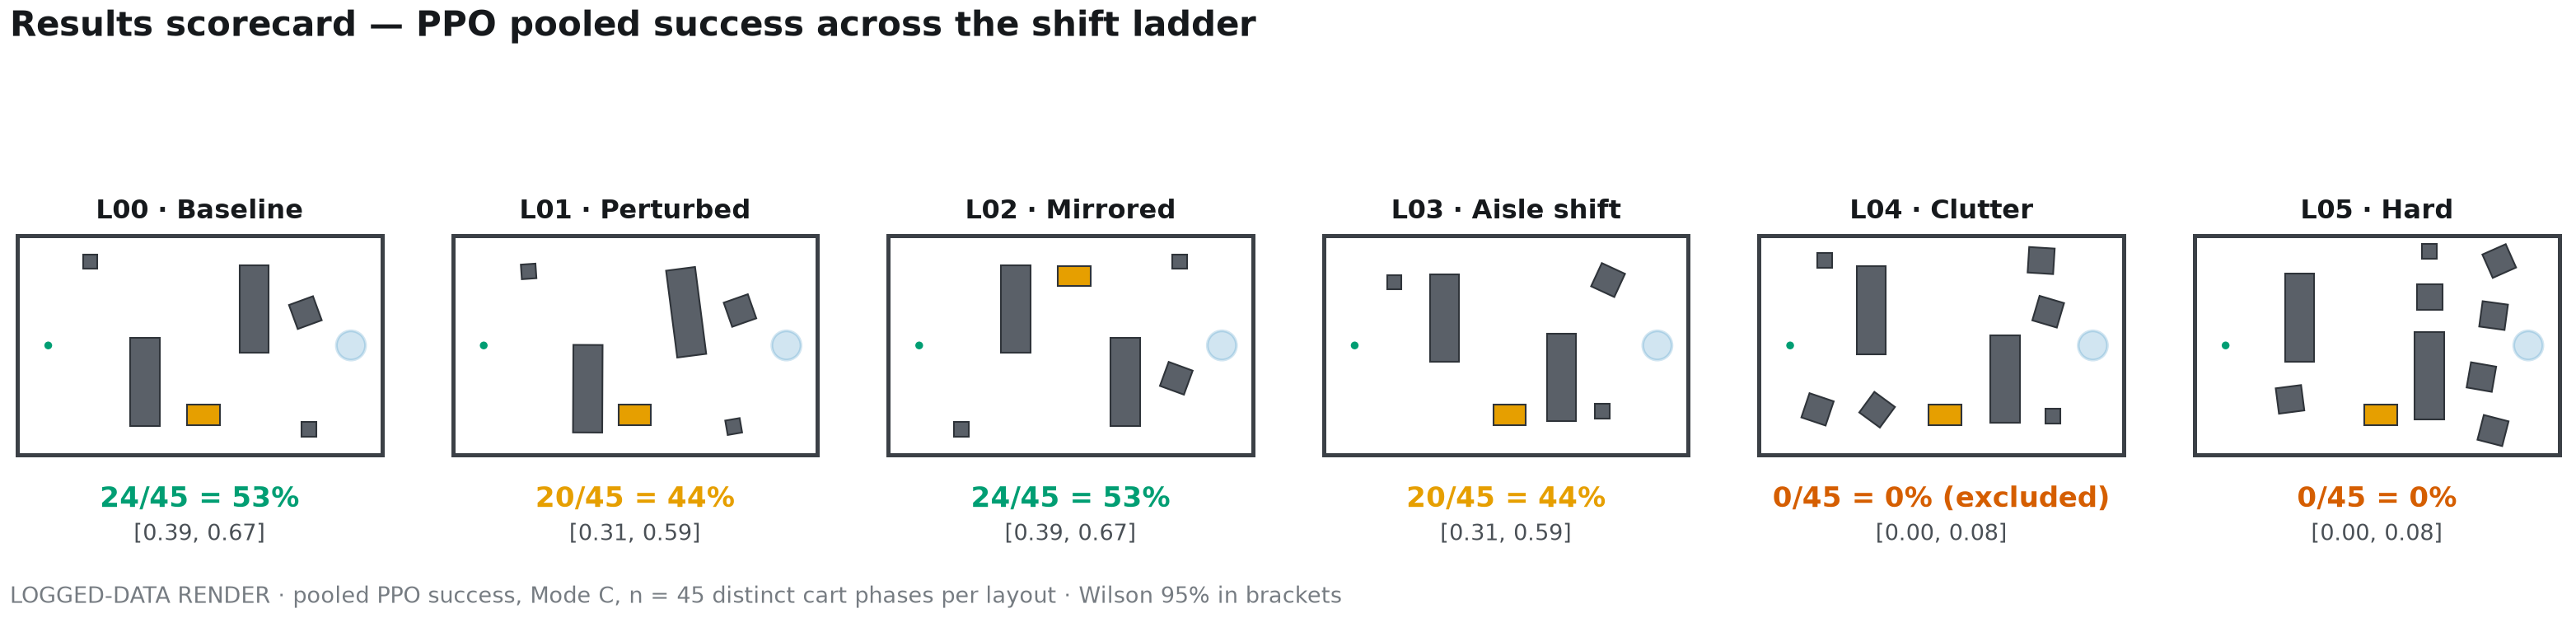 Results scorecard — PPO pooled success across the shift ladder
L00 · Baseline
L01 · Perturbed
L02 · Mirrored
L03 · Aisle shift
L04 · Clutter
L05 · Hard
24/45 = 53%
20/45 = 44%
24/45 = 53%
20/45 = 44%
0/45 = 0% (excluded)
0/45 = 0%
[0.39, 0.67]
[0.31, 0.59]
[0.39, 0.67]
[0.31, 0.59]
[0.00, 0.08]
[0.00, 0.08]
LOGGED-DATA RENDER · pooled PPO success, Mode C, n = 45 distinct cart phases per layout · Wilson 95% in brackets